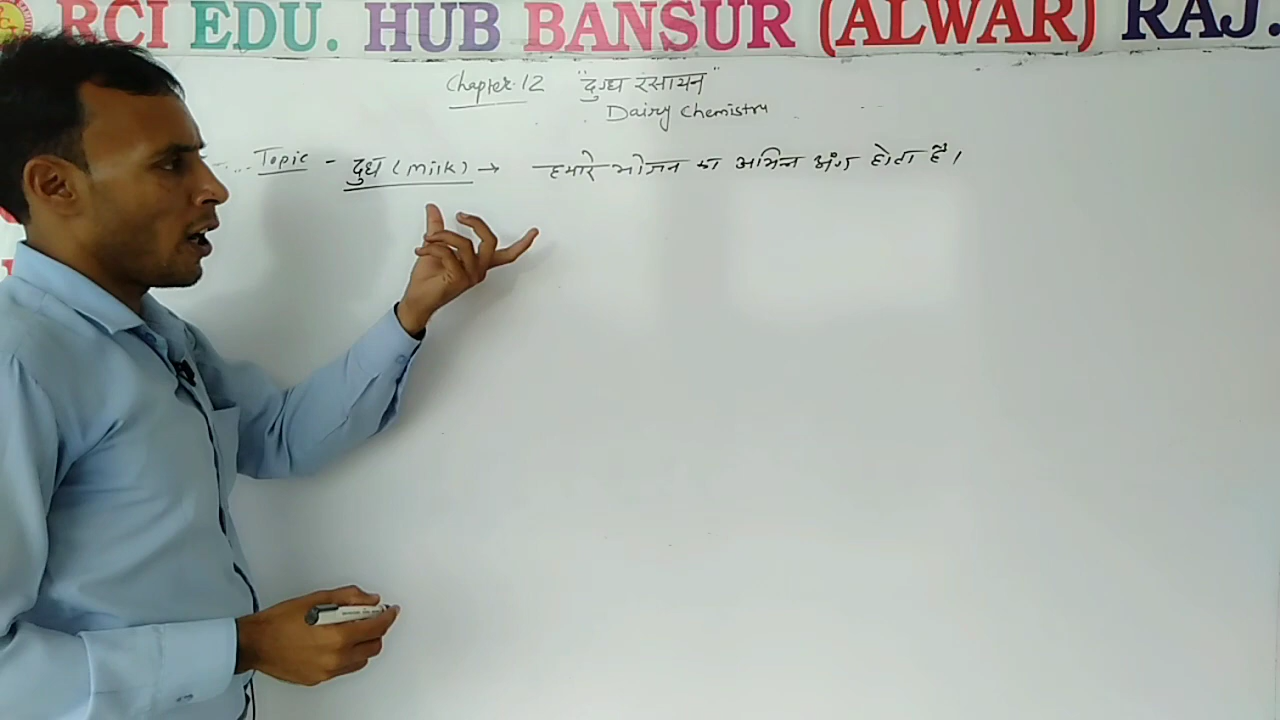 RCI EDU. HUB BANSUR (ALWAR) RAJ.
Chapter-12 "दुग्ध रसायन"
Dairy Chemistry
Topic - दुग्ध (Milk) → हमारे भोजन का अभिन्न अंग होता है।